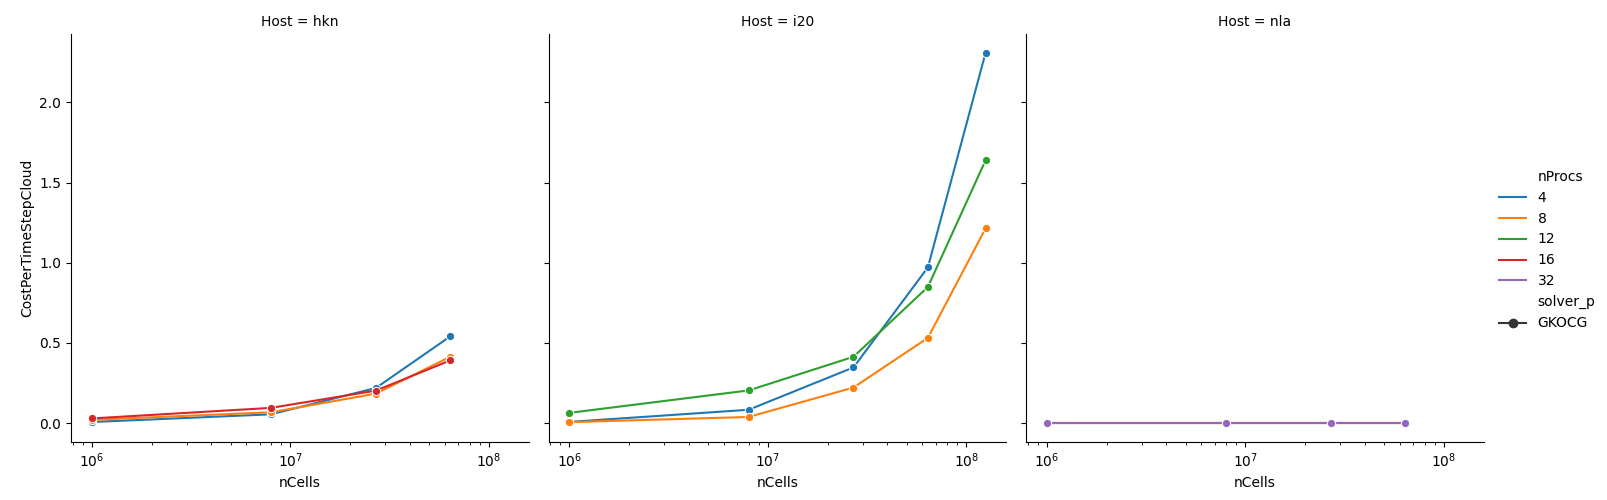 Host = hkn
Host = i20
Host = nla
CostPerTimeStepCloud
2.0
1.5
1.0
0.5
0.0
10^6
10^7
10^8
10^6
10^7
10^8
10^6
10^7
10^8
nCells
nCells
nCells
nProcs
4
8
12
16
32
solver_p
GKOCG